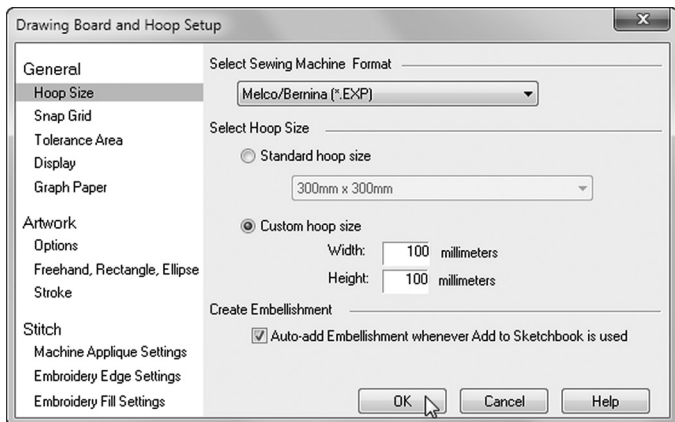 Drawing Board and Hoop Setup
General
Hoop Size
Snap Grid
Tolerance Area
Display
Graph Paper
Artwork
Options
Freehand, Rectangle, Ellipse
Stroke
Stitch
Machine Applique Settings
Embroidery Edge Settings
Embroidery Fill Settings
Select Sewing Machine Format
Melco/Bernina (*.EXP)
Select Hoop Size
Standard hoop size
300mm x 300mm
Custom hoop size
Width: 100 millimeters
Height: 100 millimeters
Create Embellishment
Auto-add Embellishment whenever Add to Sketchbook is used
OK Cancel Help